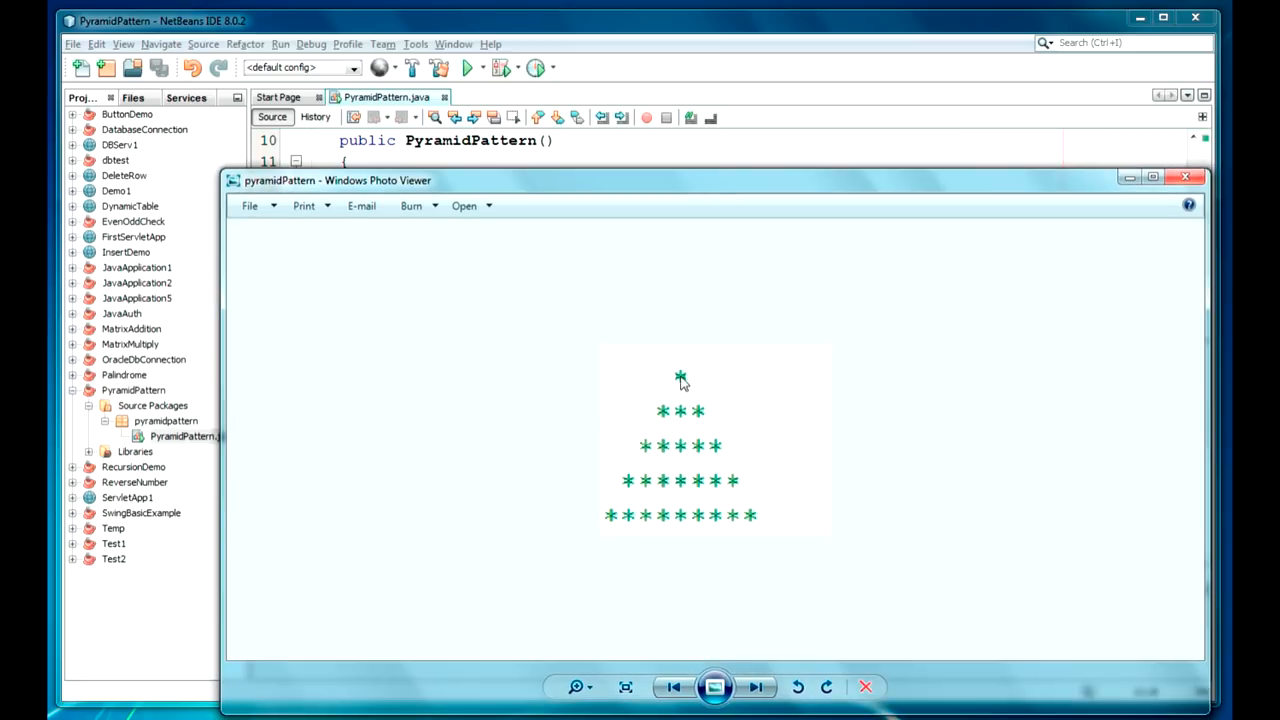 PyramidPattern - NetBeans IDE 8.0.2
File Edit View Navigate Source Refactor Run Debug Profile Team Tools Window Help
Search (Ctrl+I)
<default config>
Proj... Files Services
Start Page PyramidPattern.java
Source History
10 public PyramidPattern()
11 {
ButtonDemo
DatabaseConnection
DBServ1
dbtest
DeleteRow
Demo1
DynamicTable
EvenOddCheck
FirstServletApp
InsertDemo
JavaApplication1
JavaApplication2
JavaApplication5
JavaAuth
MatrixAddition
MatrixMultiply
OracleDbConnection
Palindrome
PyramidPattern
Source Packages
pyramidpattern
PyramidPattern.j
Libraries
RecursionDemo
ReverseNumber
ServletApp1
SwingBasicExample
Temp
Test1
Test2
pyramidPattern - Windows Photo Viewer
File Print E-mail Burn Open
*
* * *
* * * * *
* * * * * * *
* * * * * * * * *